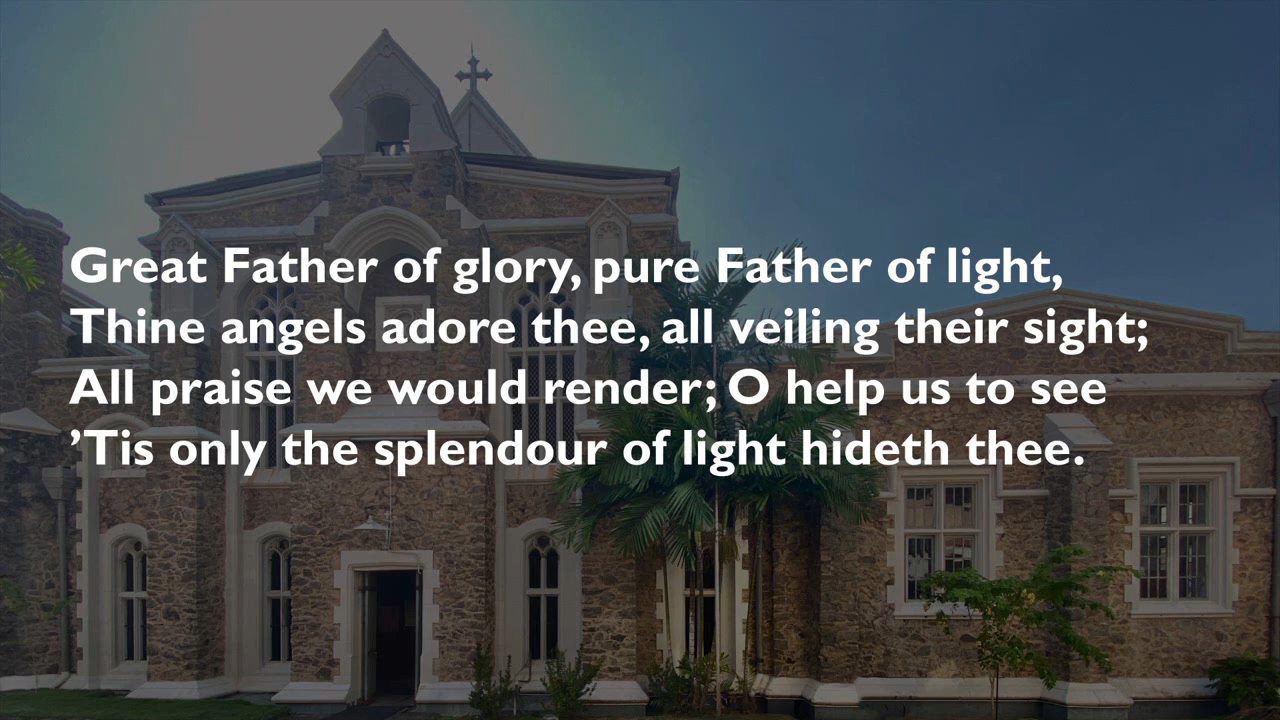 Great Father of glory, pure Father of light,
Thine angels adore thee, all veiling their sight;
All praise we would render; O help us to see
’Tis only the splendour of light hideth thee.